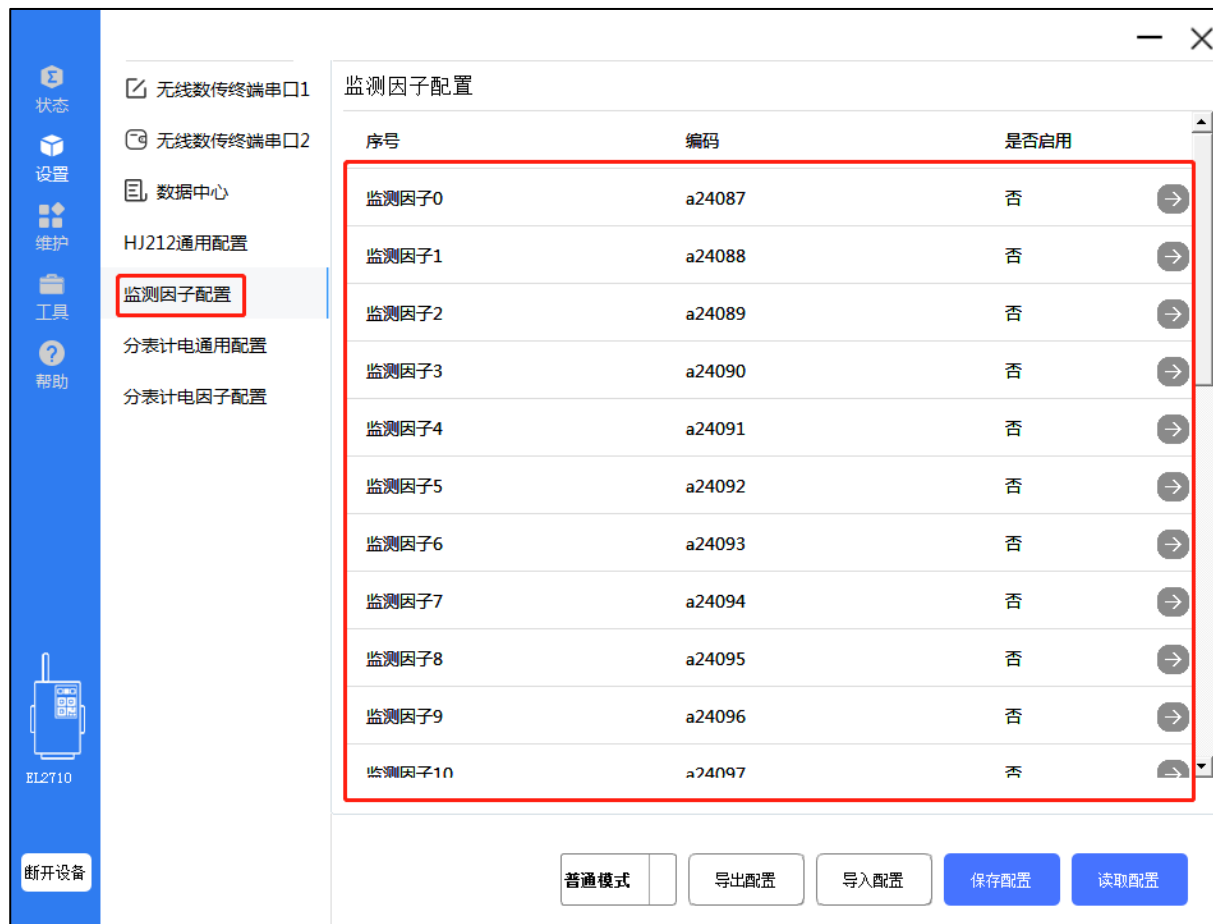 状态
设置
维护
工具
帮助
EL2710
断开设备
无线数传终端串口1
无线数传终端串口2
数据中心
HJ212通用配置
监测因子配置
分表计电通用配置
分表计电因子配置
监测因子配置
序号 编码 是否启用
监测因子0 a24087 否
监测因子1 a24088 否
监测因子2 a24089 否
监测因子3 a24090 否
监测因子4 a24091 否
监测因子5 a24092 否
监测因子6 a24093 否
监测因子7 a24094 否
监测因子8 a24095 否
监测因子9 a24096 否
监测因子10 a24097 否
普通模式 导出配置 导入配置 保存配置 读取配置